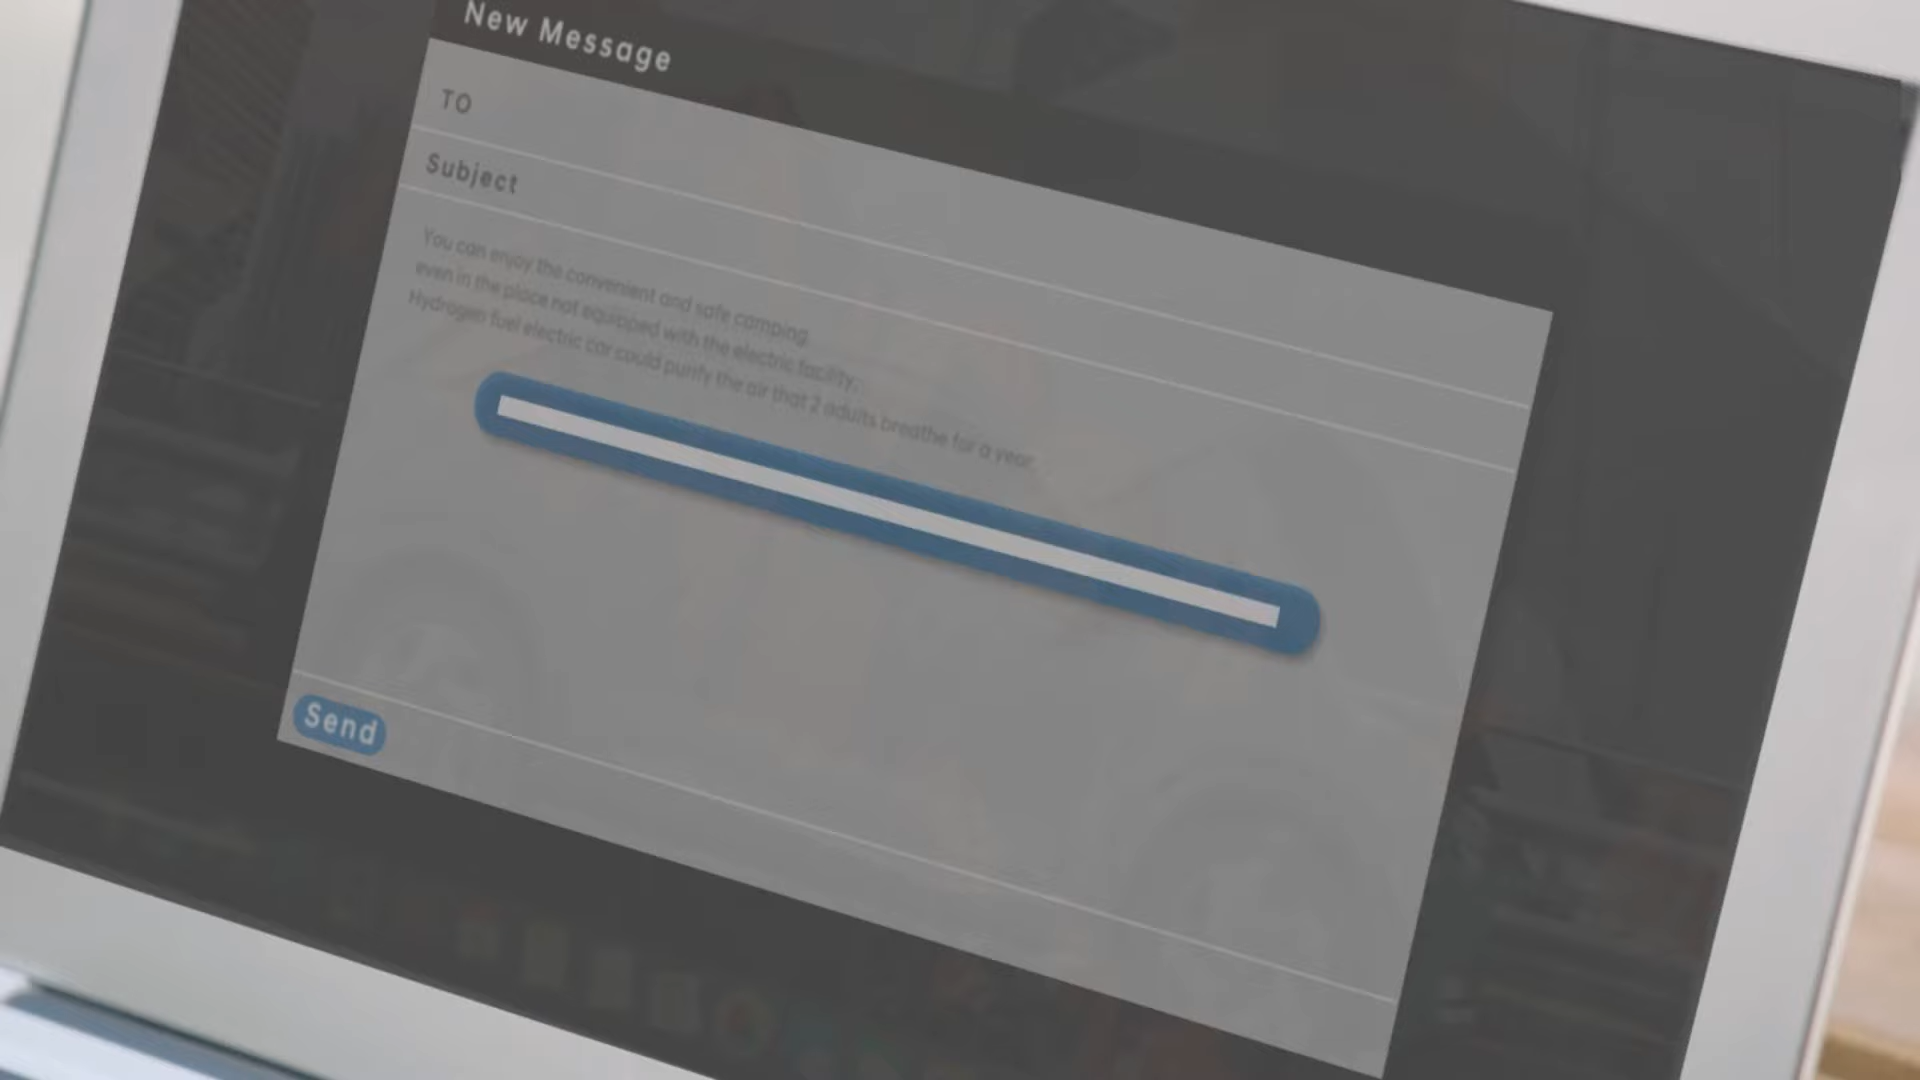 New Message
TO
Subject
You can enjoy the convenient and safe camping.
even in the place not equipped with the electric facility.
Hydrogen fuel electric car could purify the air that 2 adults breathe for a year.
Send